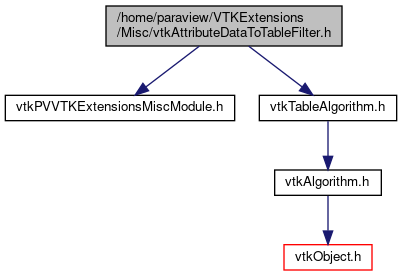 /home/paraview/VTKExtensions
/Misc/vtkAttributeDataToTableFilter.h
vtkPVVTKExtensionsMiscModule.h
vtkTableAlgorithm.h
vtkAlgorithm.h
vtkObject.h